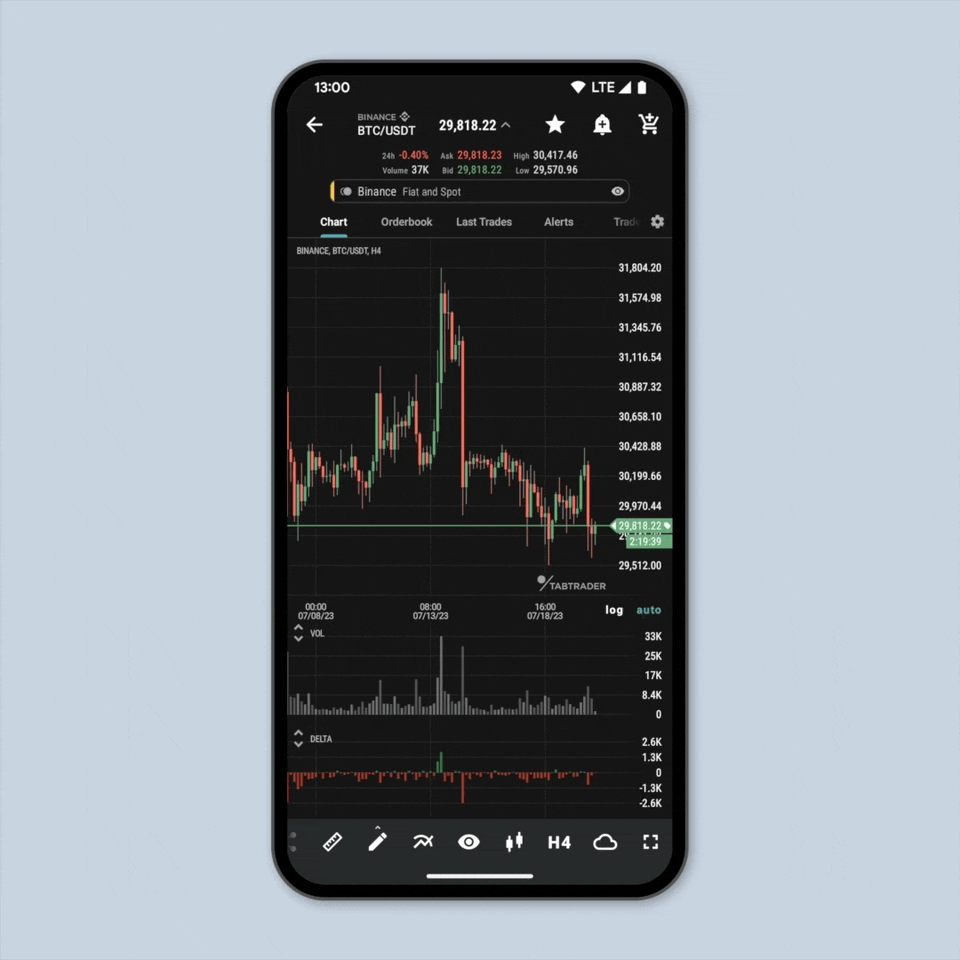 13:00 LTE
BINANCE
BTC/USDT 29,818.22
24h -0.40% Ask 29,818.23 High 30,417.46
Volume 37K Bid 29,818.22 Low 29,570.96
Binance Fiat and Spot
Chart Orderbook Last Trades Alerts Trad
BINANCE, BTC/USDT, H4
31,804.20
31,574.98
31,345.76
31,116.54
30,887.32
30,658.10
30,428.88
30,199.66
29,970.44
29,818.22
2:19:39
29,512.00
TABTRADER
00:00 08:00 16:00
07/08/23 07/13/23 07/18/23
log auto
VOL
33K
25K
17K
8.4K
0
DELTA
2.6K
1.3K
0
-1.3K
-2.6K
H4